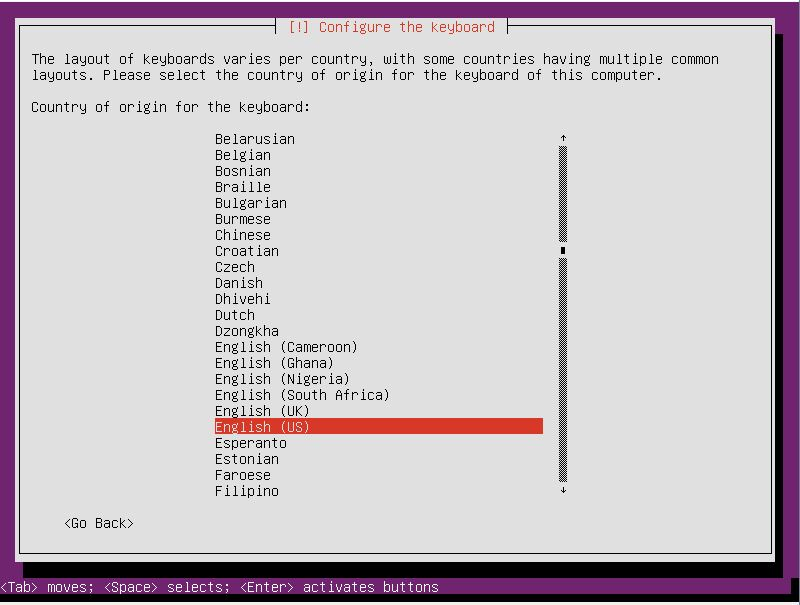 [!] Configure the keyboard
The layout of keyboards varies per country, with some countries having multiple common
layouts. Please select the country of origin for the keyboard of this computer.
Country of origin for the keyboard:
Belarusian
Belgian
Bosnian
Braille
Bulgarian
Burmese
Chinese
Croatian
Czech
Danish
Dhivehi
Dutch
Dzongkha
English (Cameroon)
English (Ghana)
English (Nigeria)
English (South Africa)
English (UK)
English (US)
Esperanto
Estonian
Faroese
Filipino
<Go Back>
<Tab> moves; <Space> selects; <Enter> activates buttons